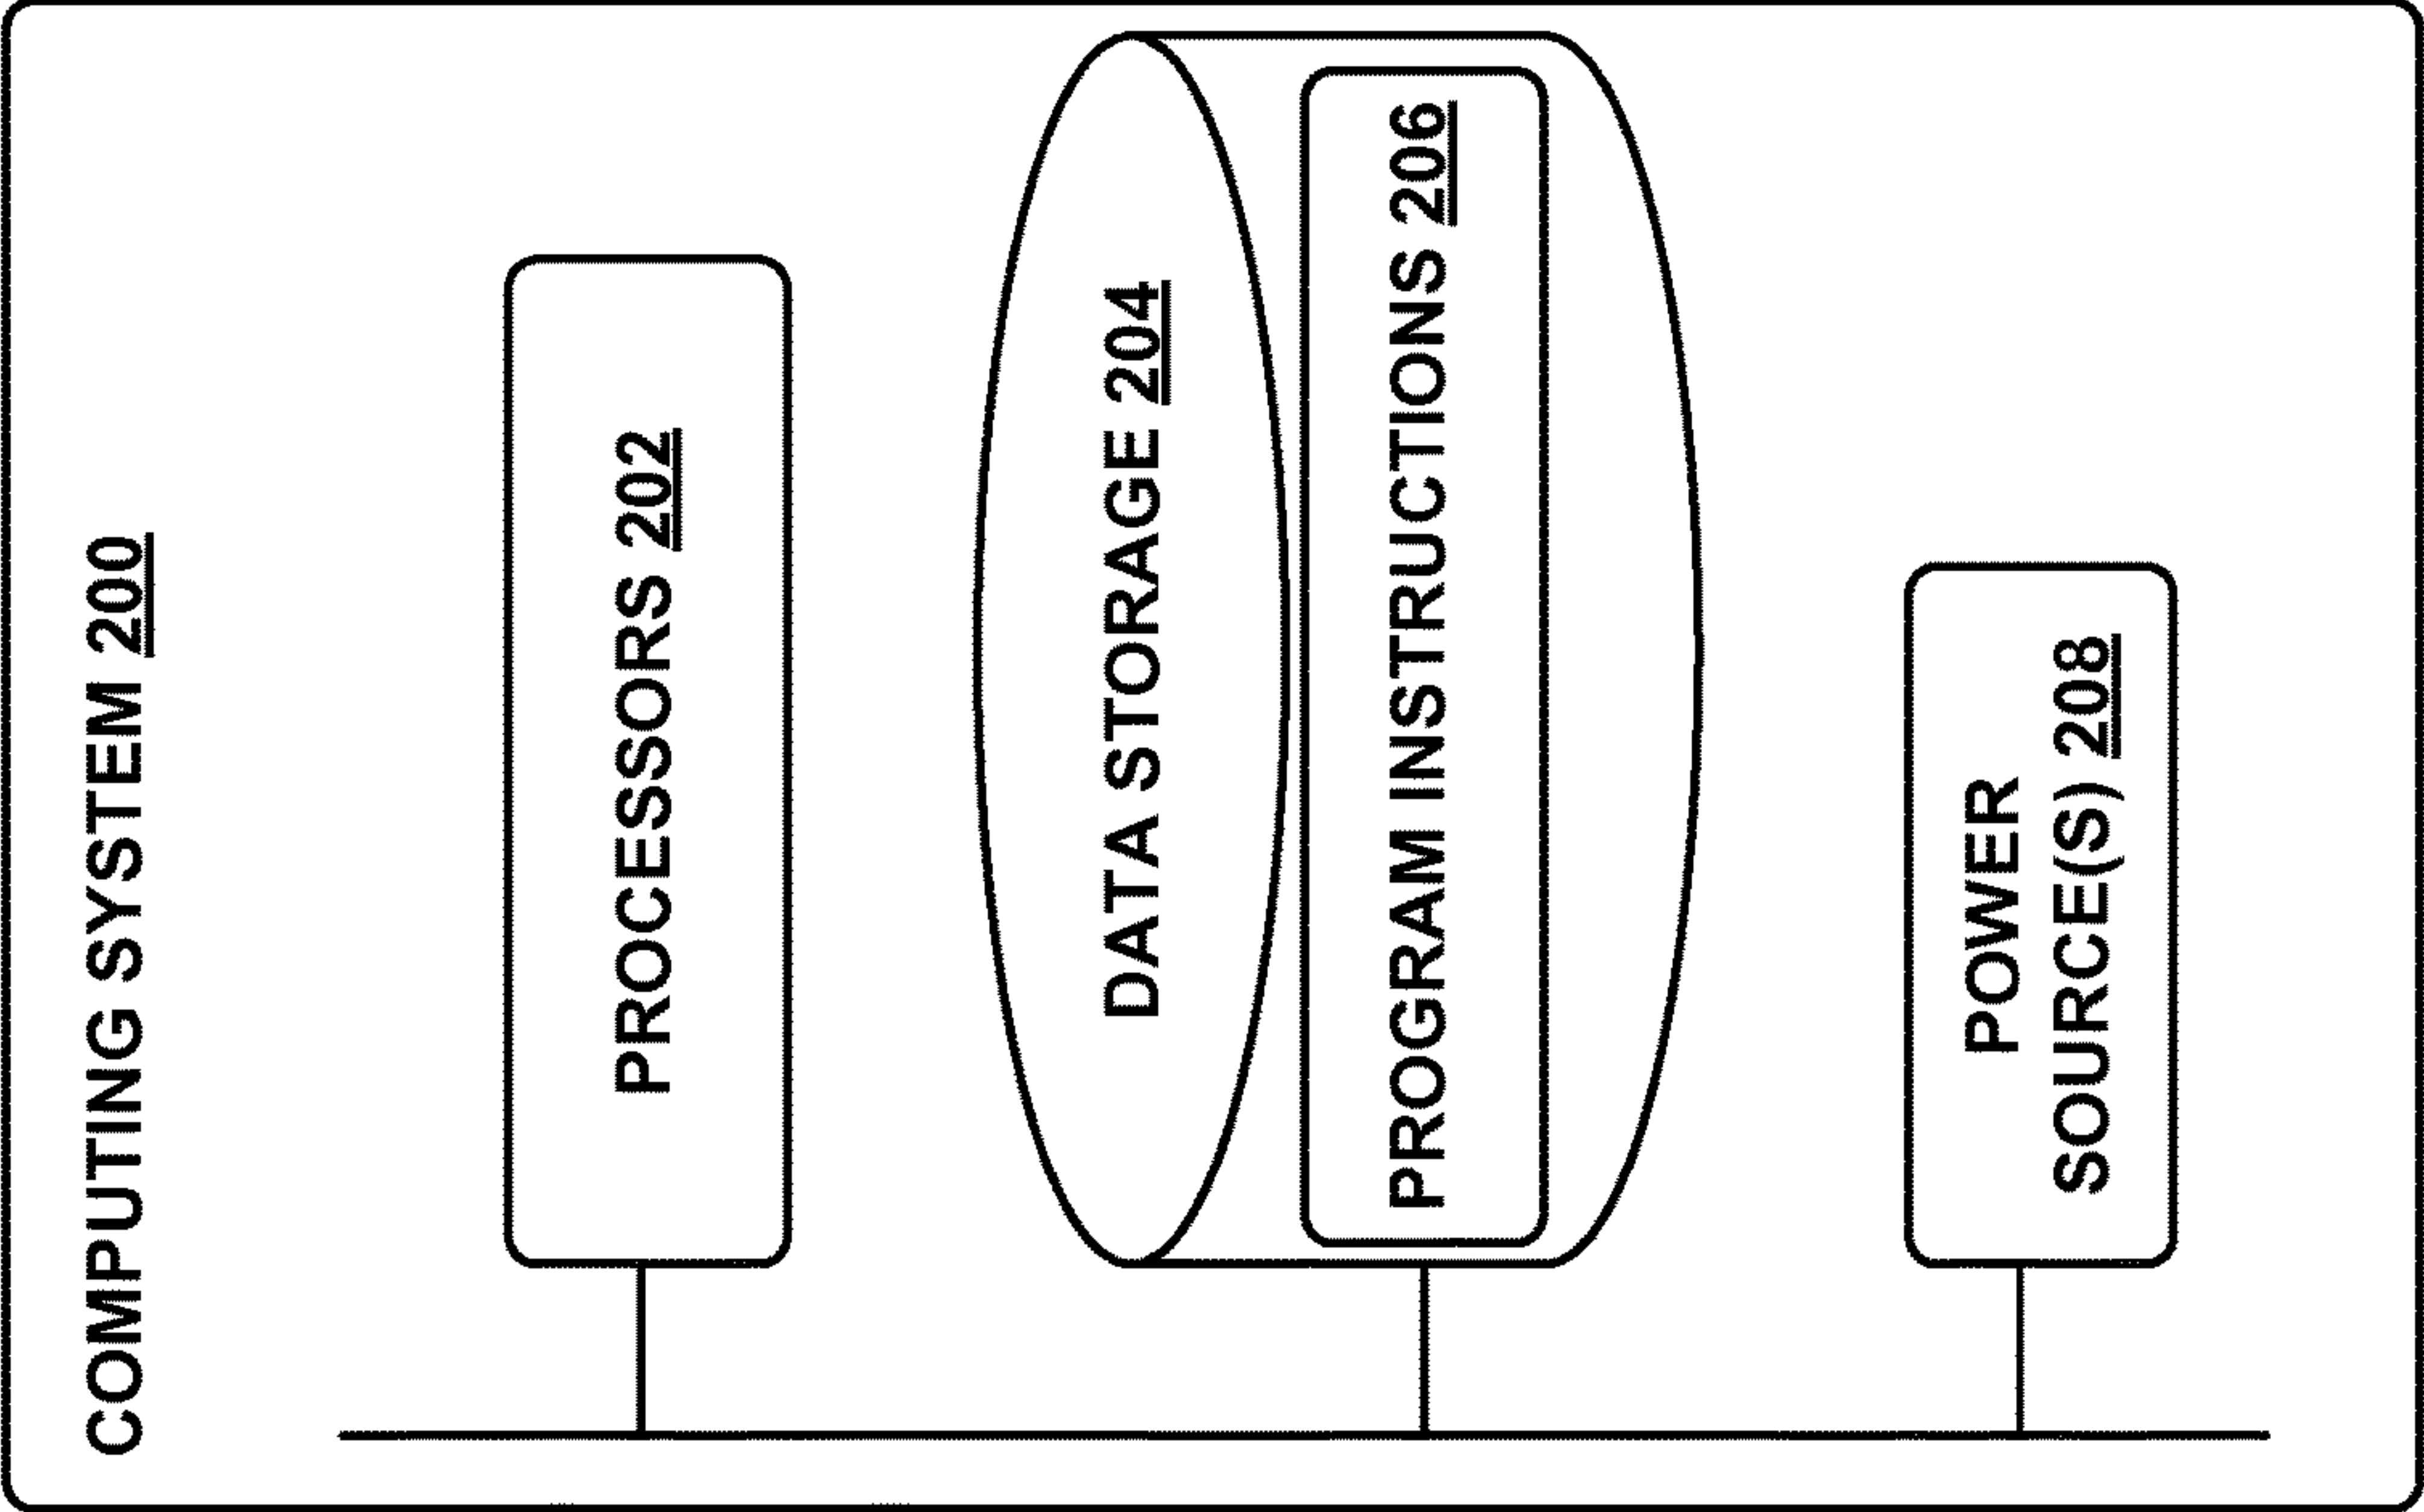 COMPUTING SYSTEM 200
PROCESSORS 202
DATA STORAGE 204
PROGRAM INSTRUCTIONS 206
POWER
SOURCE(S) 208